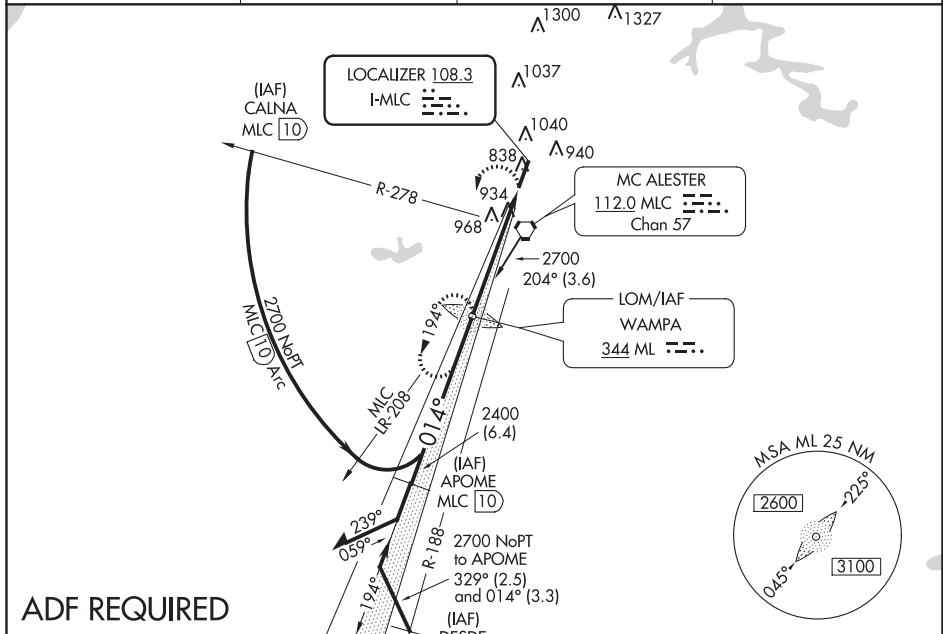 1300
1327
LOCALIZER 108.3
I-MLC
1037
(IAF)
CALNA
MLC 10
1040
838
940
R-278
934
968
MC ALESTER
112.0 MLC
Chan 57
2700
204° (3.6)
LOM/IAF
WAMPA
344 ML
2700 NoPT
MLC 10 Arc
194°
MLC
LR-208
014°
2400
(6.4)
(IAF)
APOME
MLC 10
239°
059°
R-188
2700 NoPT
to APOME
329° (2.5)
and 014° (3.3)
194°
(IAF)
MSA ML 25 NM
2600
225°
045°
3100
ADF REQUIRED